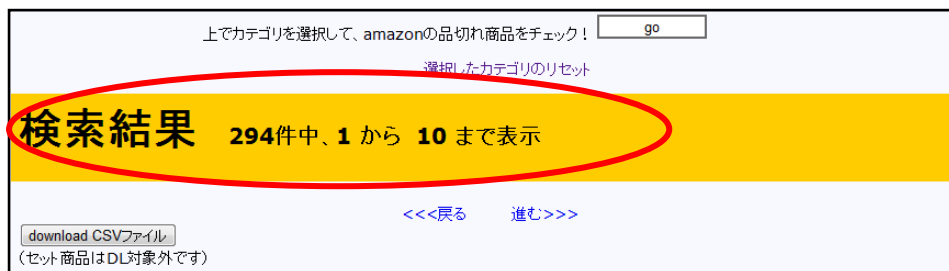 上でカテゴリを選択して、amazonの品切れ商品をチェック！ go
選択したカテゴリのリセット
検索結果 294件中、1 から 10 まで表示
<<<戻る 進む>>>
download CSVファイル
（セット商品はDL対象外です）